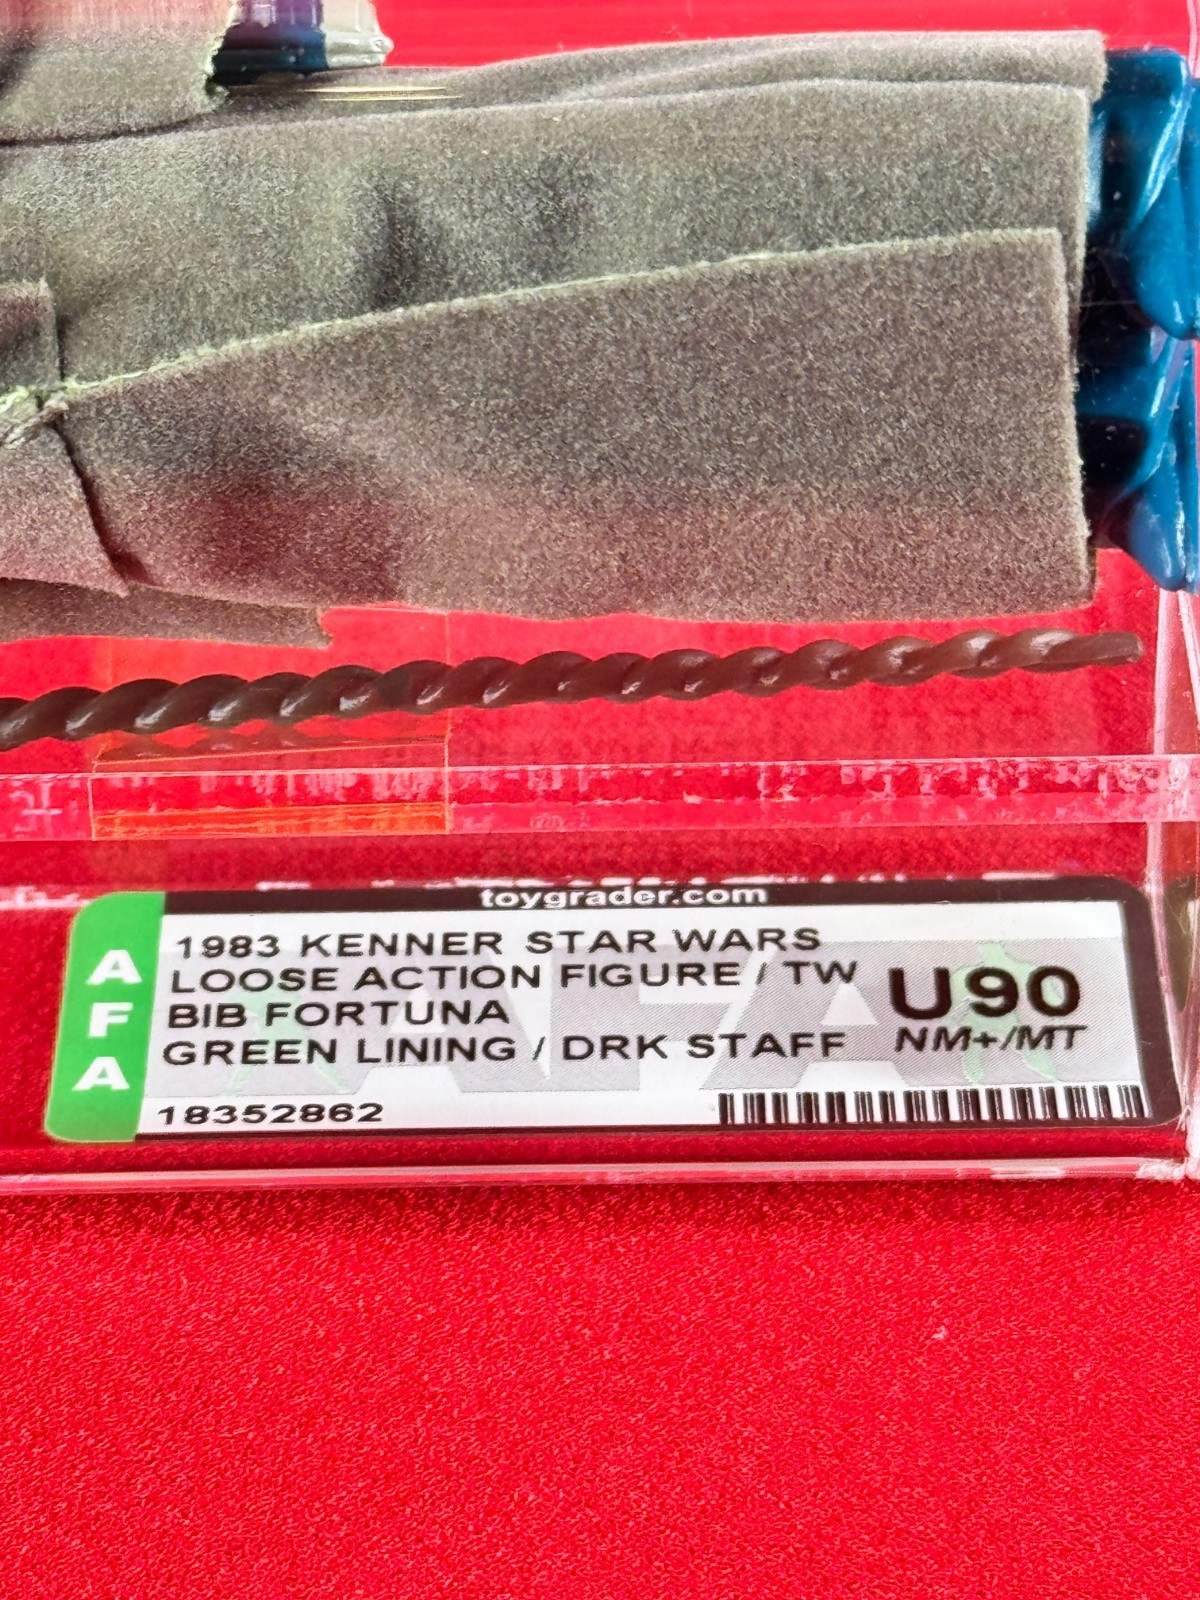 toygrader.com
AFA
1983 KENNER STAR WARS
LOOSE ACTION FIGURE / TW
BIB FORTUNA
GREEN LINING / DRK STAFF
U90
NM+/MT
18352862
AFA